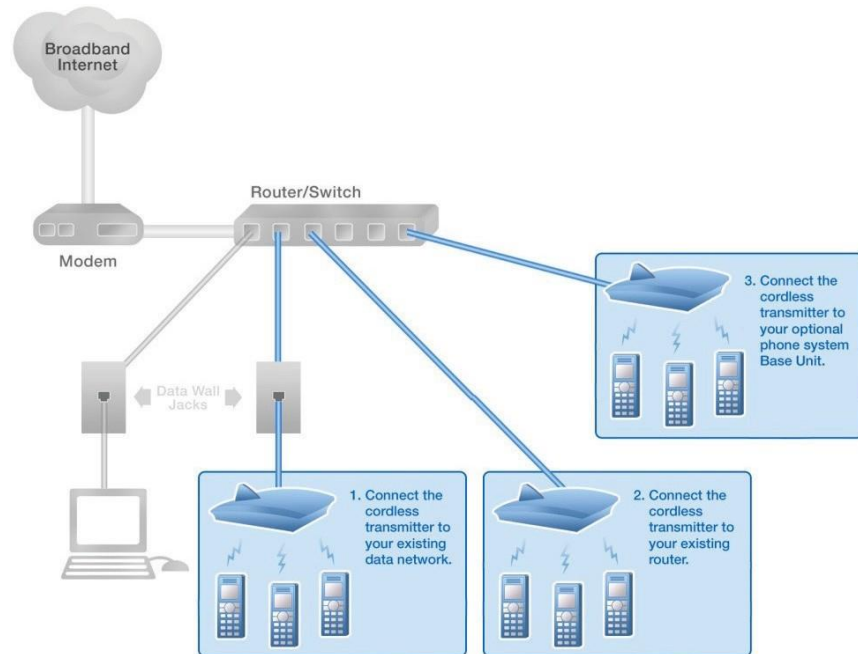 Broadband
Internet
Router/Switch
Modem
3. Connect the
cordless
transmitter to
your optional
phone system
Base Unit.
Data Wall
Jacks
1. Connect the
cordless
transmitter to
your existing
data network.
2. Connect the
cordless
transmitter to
your existing
router.